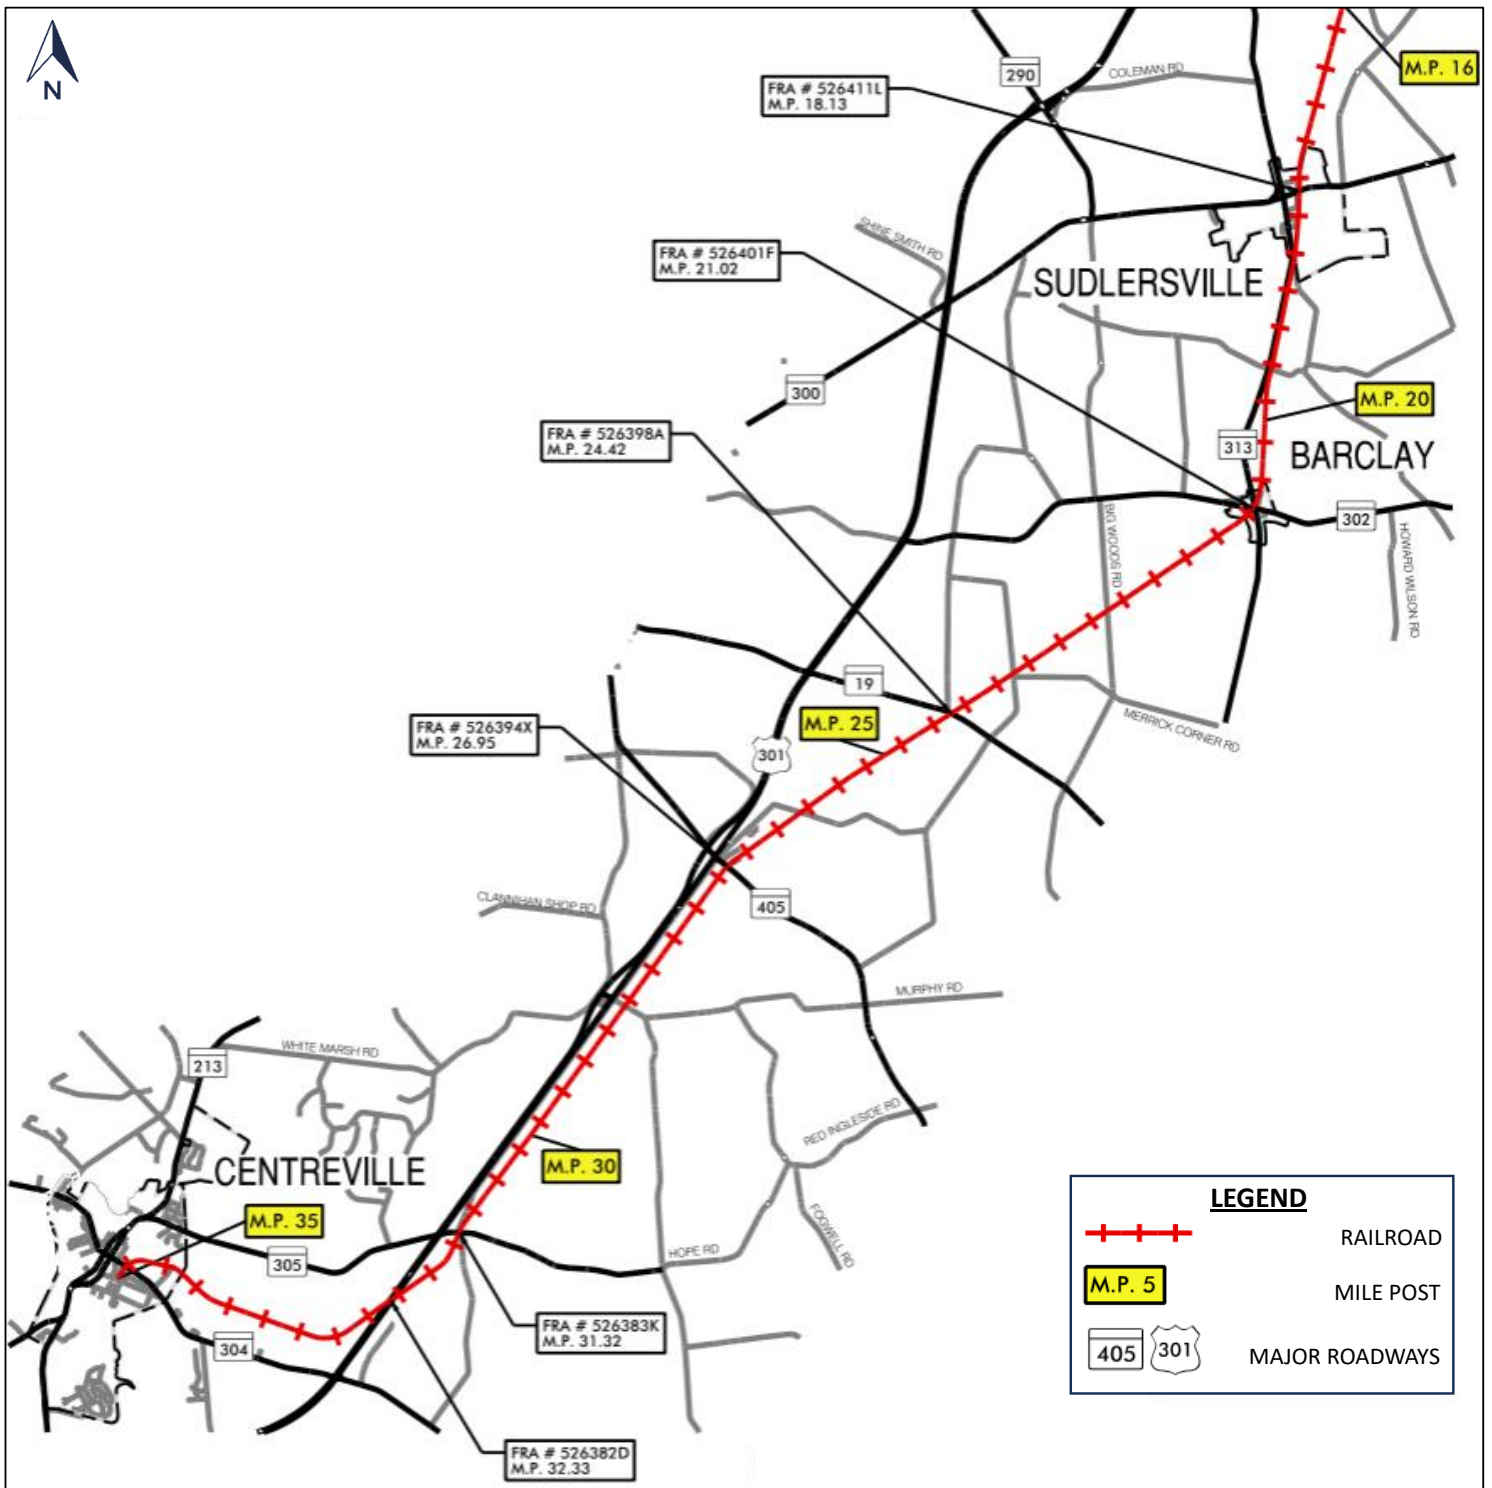 N
290
COLEMAN RD
M.P. 16
FRA # 526411L
M.P. 18.13
SHINE SMITH RD
FRA # 526401F
M.P. 21.02
SUDLERSVILLE
300
M.P. 20
FRA # 526398A
M.P. 24.42
313
BARCLAY
302
BIG WOODS RD
HOWARD WILSON RD
19
MERRICK CORNER RD
FRA # 526394X
M.P. 26.95
M.P. 25
301
CLANNIHAN SHOP RD
405
MURPHY RD
213
WHITE MARSH RD
RED INGLESIDE RD
CENTREVILLE
M.P. 30
M.P. 35
FOGWELL RD
305
HOPE RD
304
FRA # 526383K
M.P. 31.32
FRA # 526382D
M.P. 32.33
LEGEND
RAILROAD
M.P. 5
MILE POST
405
301
MAJOR ROADWAYS